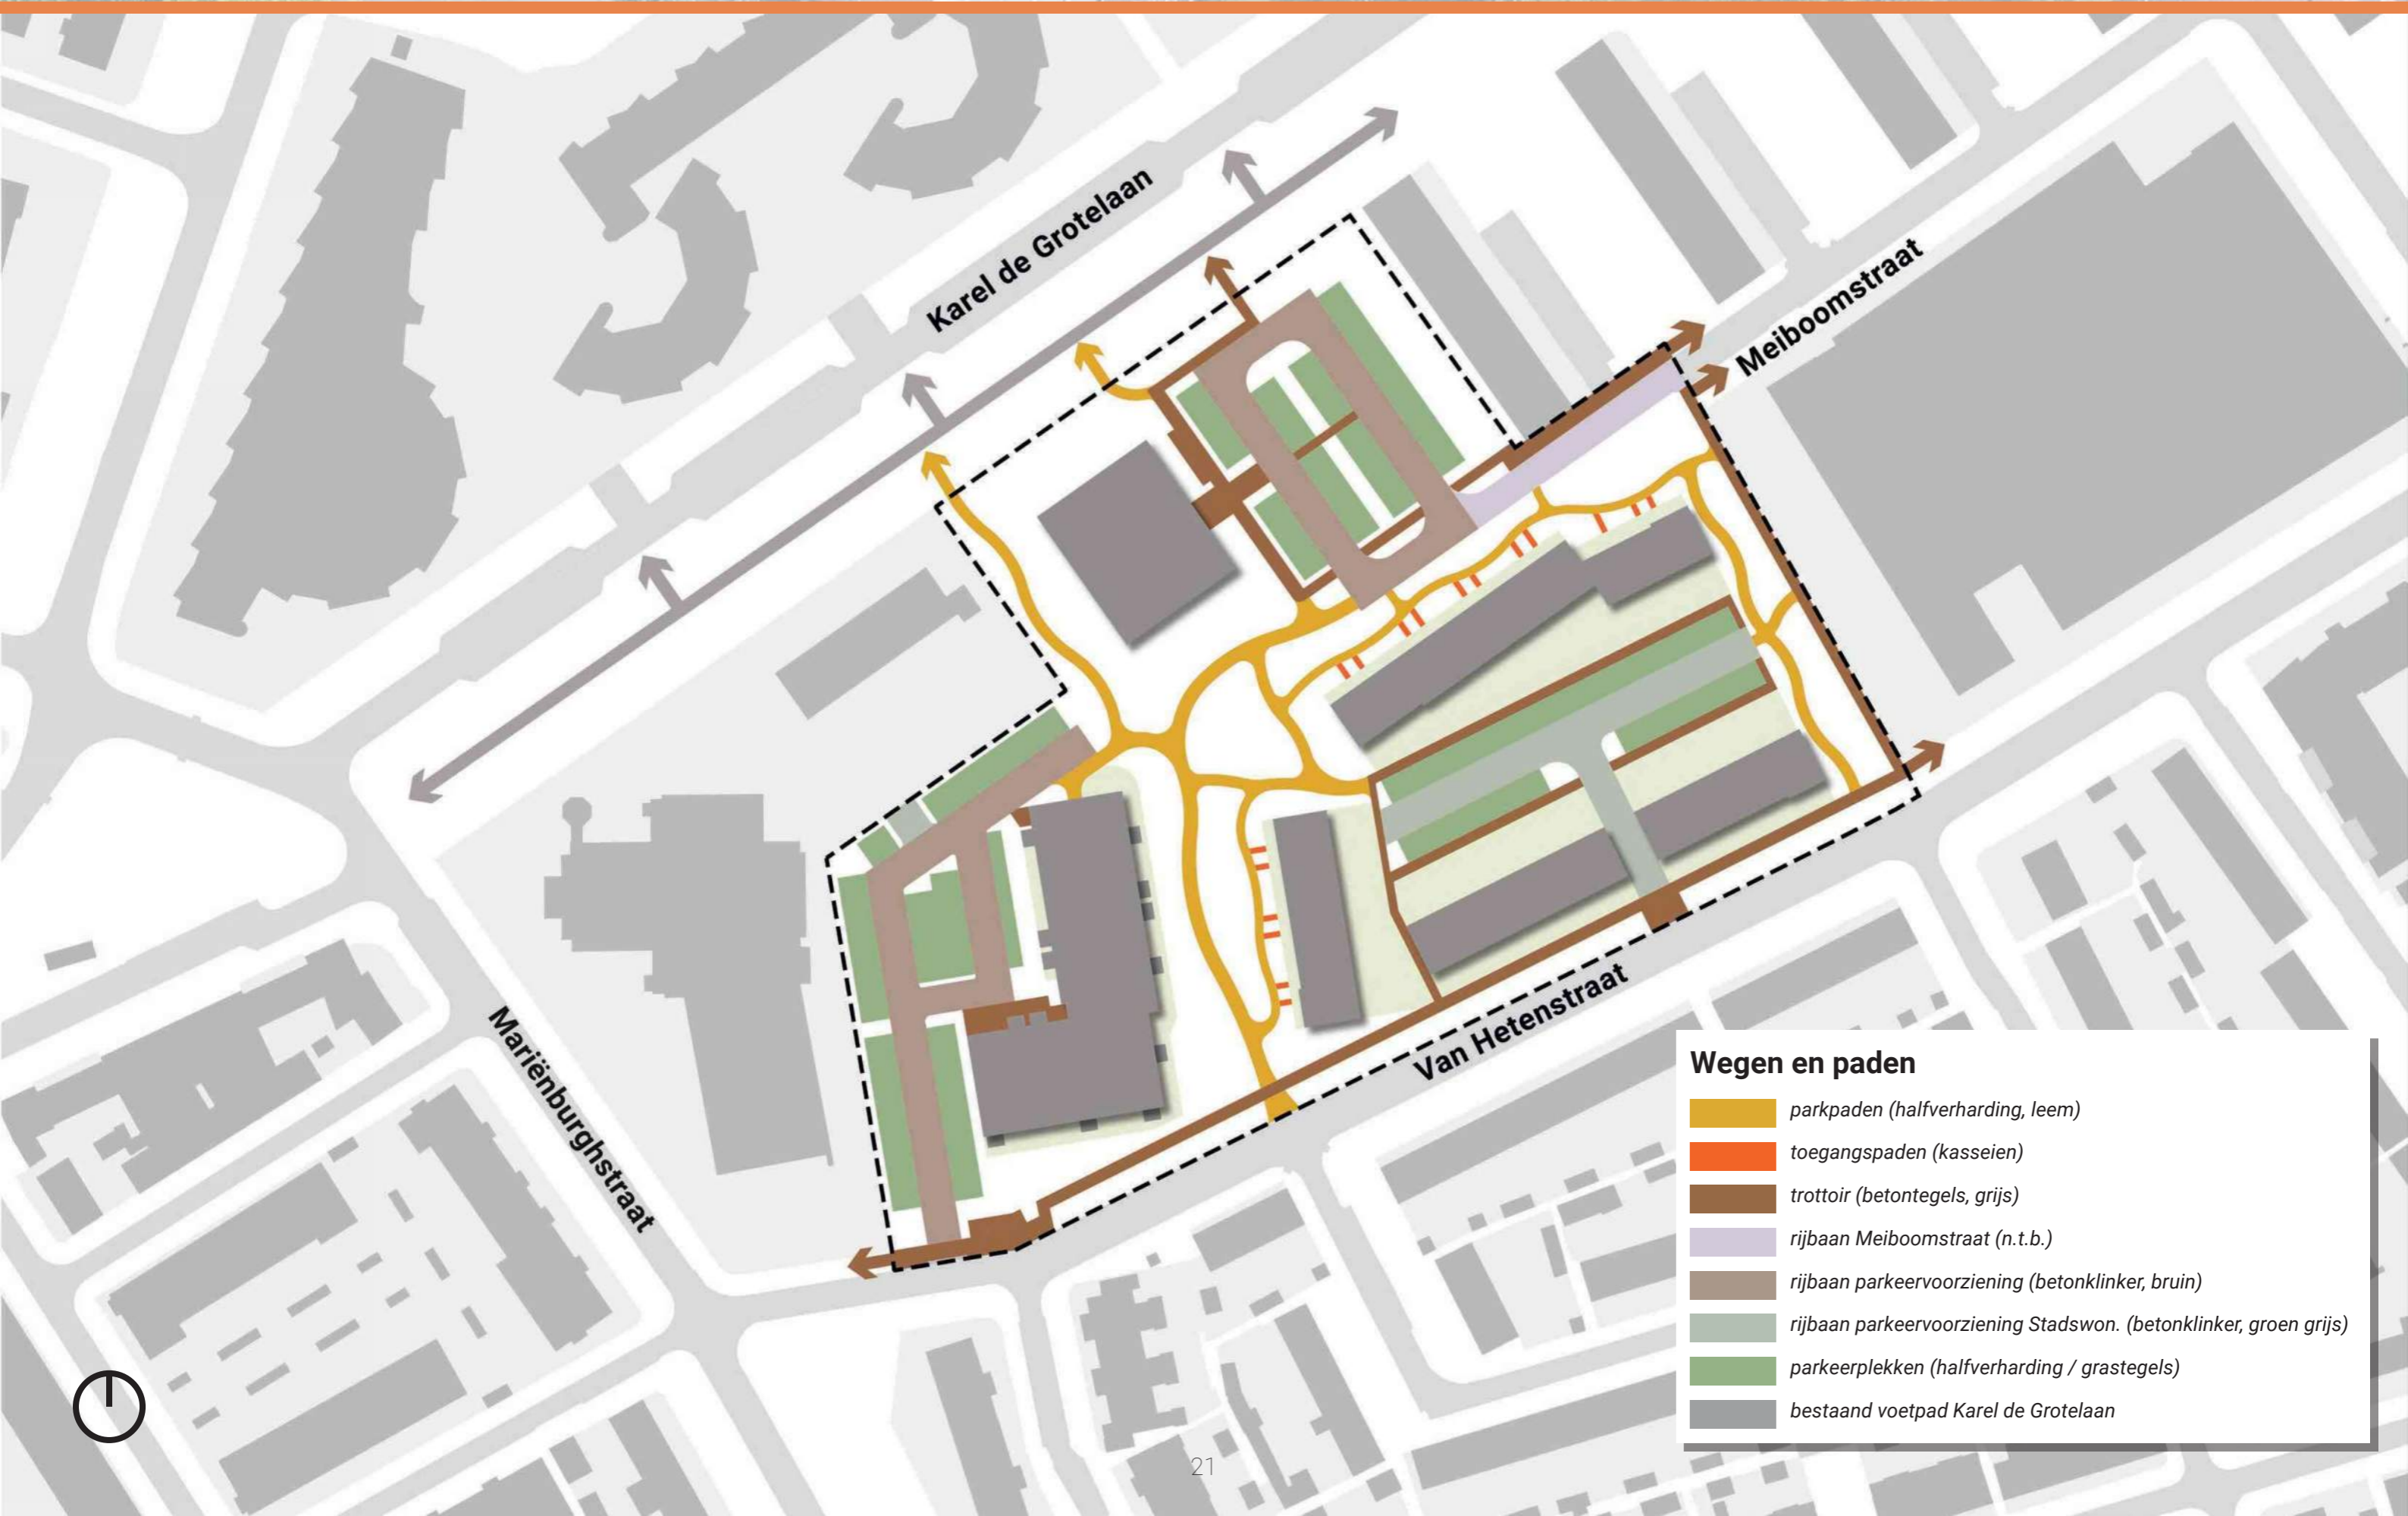 Karel de Grotelaan
Meiboomstraat
Mariënburghstraat
Van Hetenstraat
Wegen en paden
parkpaden (halfverharding, leem)
toegangspaden (kasseien)
trottoir (betontegels, grijs)
rijbaan Meiboomstraat (n.t.b.)
rijbaan parkeervoorziening (betonklinker, bruin)
rijbaan parkeervoorziening Stadswon. (betonklinker, groen grijs)
parkeerplekken (halfverharding / grastegels)
bestaand voetpad Karel de Grotelaan
21